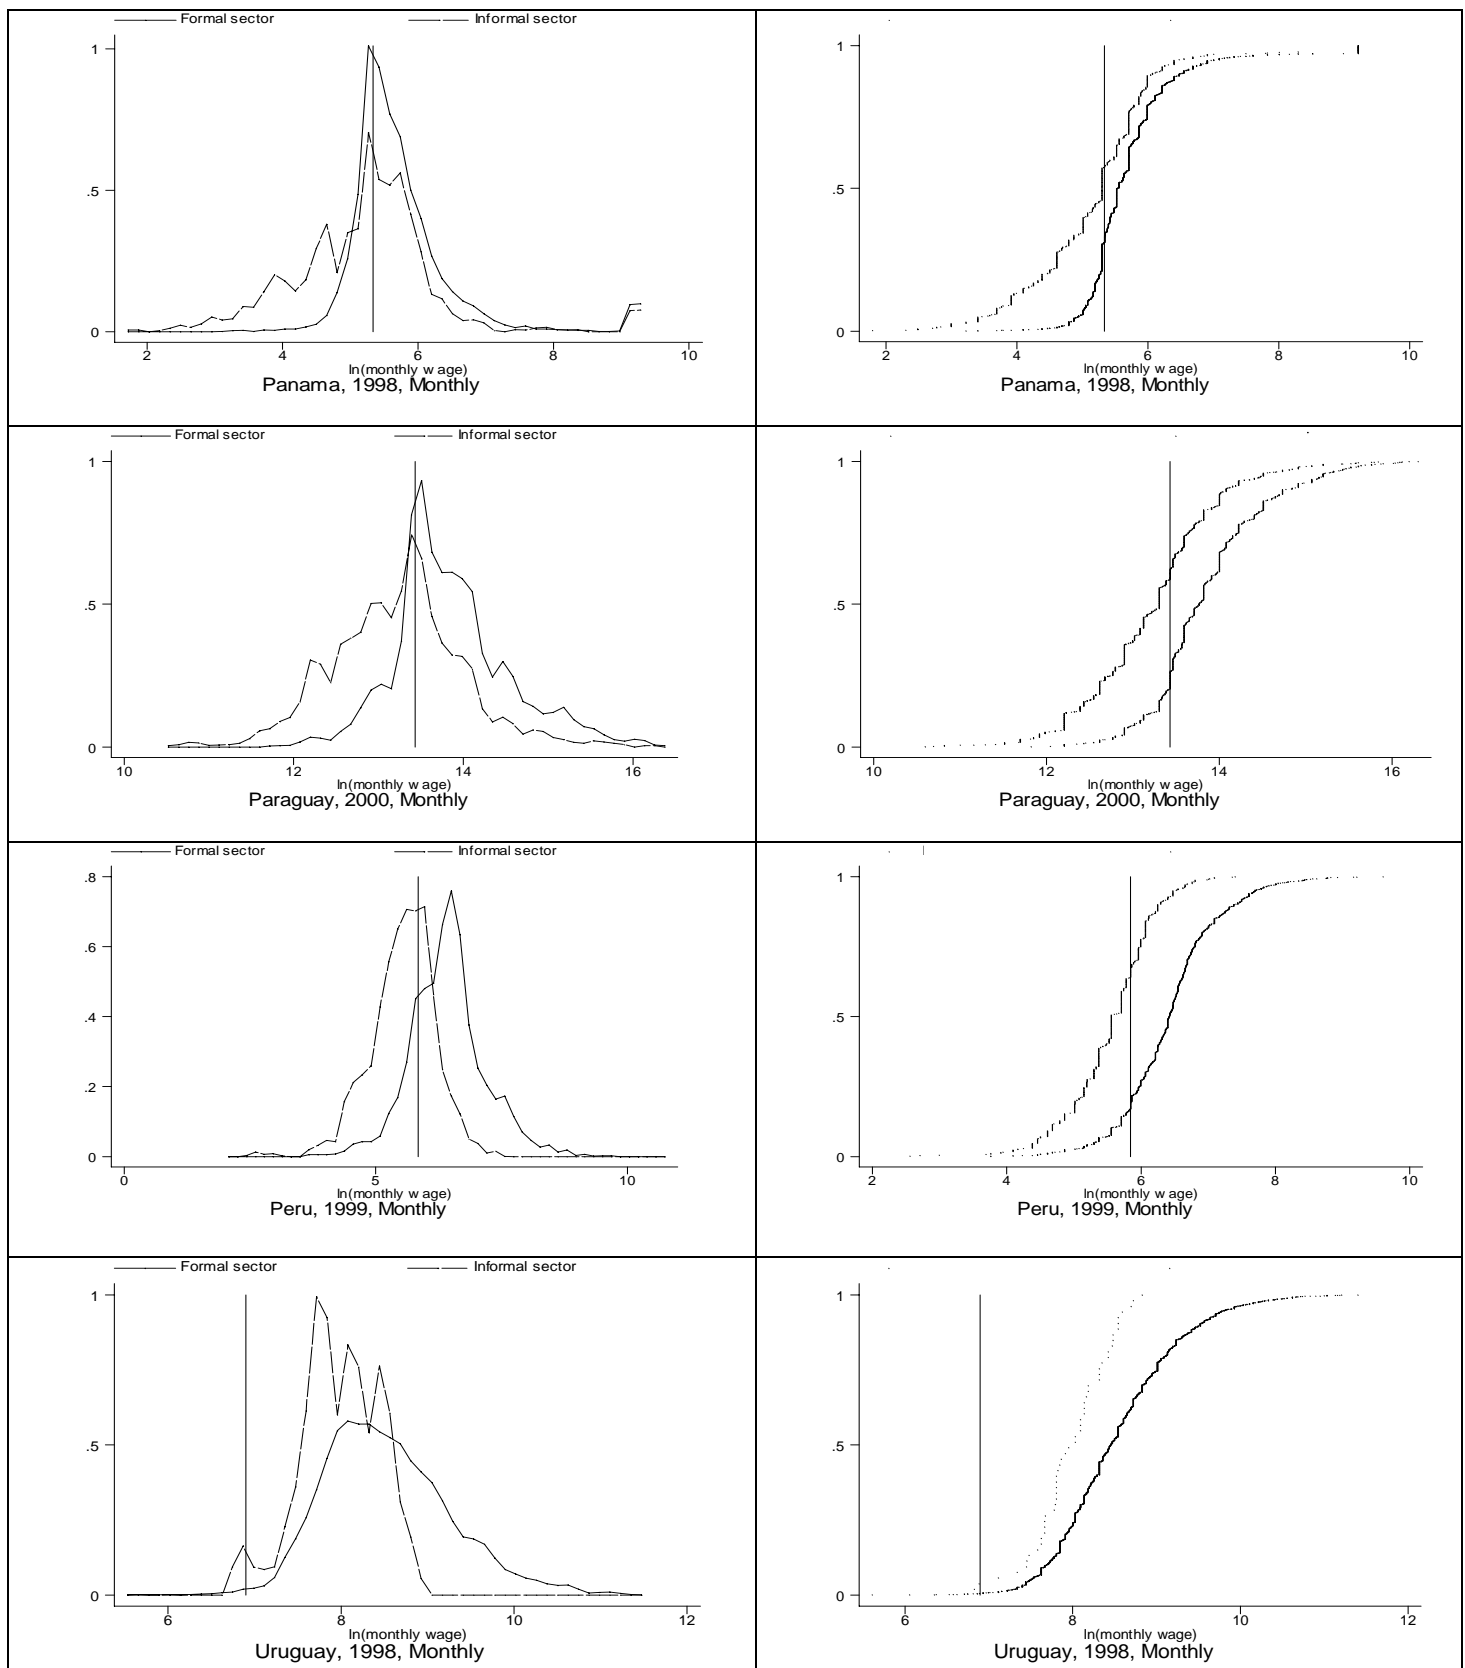 Formal sector Informal sector
1
.5
0
2 4 6 8 10
ln(monthly w age)
Panama, 1998, Monthly
1
.5
0
2 4 6 8 10
ln(monthly w age)
Panama, 1998, Monthly
Formal sector Informal sector
1
.5
0
10 12 14 16
ln(monthly w age)
Paraguay, 2000, Monthly
1
.5
0
10 12 14 16
ln(monthly w age)
Paraguay, 2000, Monthly
Formal sector Informal sector
.8
.6
.4
.2
0
0 5 10
ln(monthly w age)
Peru, 1999, Monthly
1
.5
0
2 4 6 8 10
ln(monthly w age)
Peru, 1999, Monthly
Formal sector Informal sector
1
.5
0
6 8 10 12
ln(monthly wage)
Uruguay, 1998, Monthly
1
.5
0
6 8 10 12
ln(monthly wage)
Uruguay, 1998, Monthly